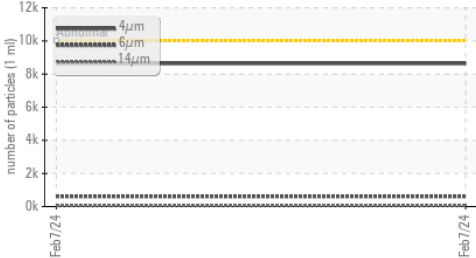 12k
10k
8k
6k
4k
2k
0k
number of particles (1 ml)
Abnormal
4µm
6µm
14µm
Feb7/24
Feb7/24